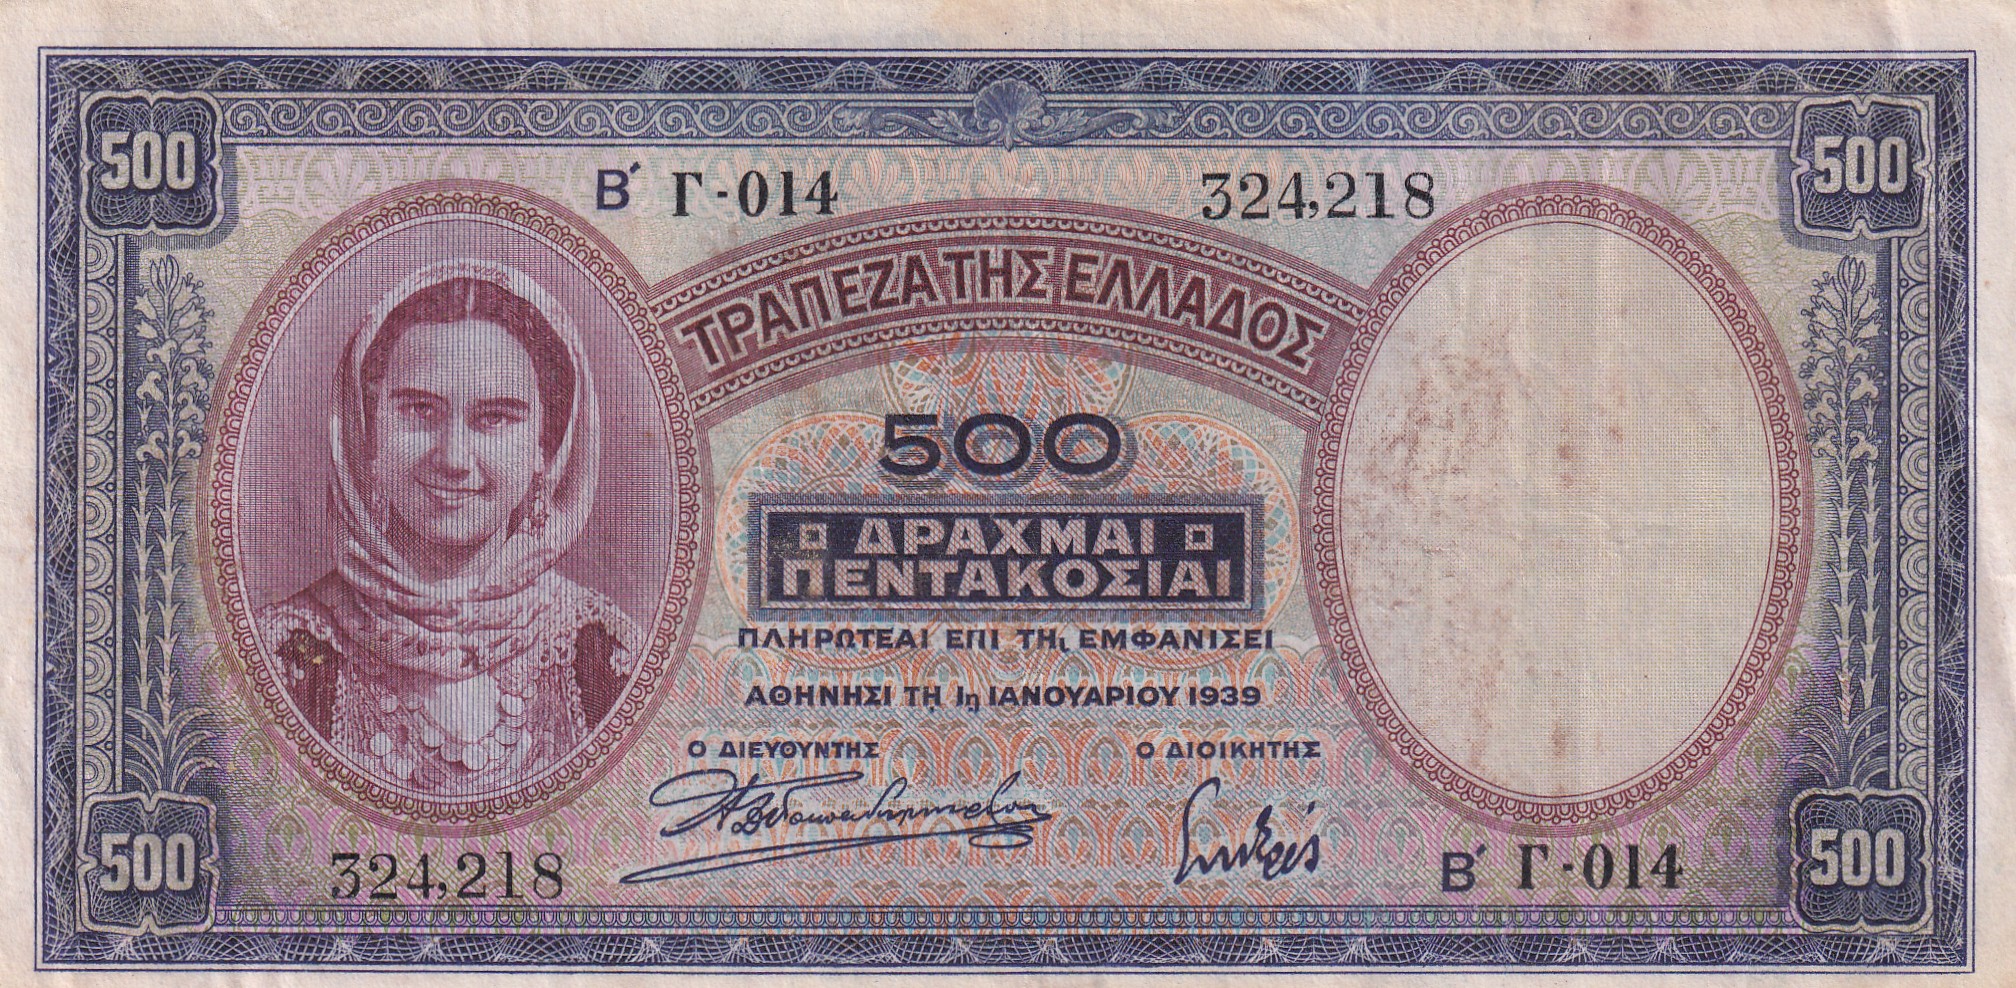 500 500
Β´ Γ-014 324,218
ΤΡΑΠΕΖΑ ΤΗΣ ΕΛΛΑΔΟΣ
500
ΔΡΑΧΜΑΙ
ΠΕΝΤΑΚΟΣΙΑΙ
ΠΛΗΡΩΤΕΑΙ ΕΠΙ ΤΗι ΕΜΦΑΝΙΣΕΙ
ΑΘΗΝΗΣΙ ΤΗ 1η ΙΑΝΟΥΑΡΙΟΥ 1939
Ο ΔΙΕΥΘΥΝΤΗΣ Ο ΔΙΟΙΚΗΤΗΣ
500 324,218 Β´ Γ-014 500